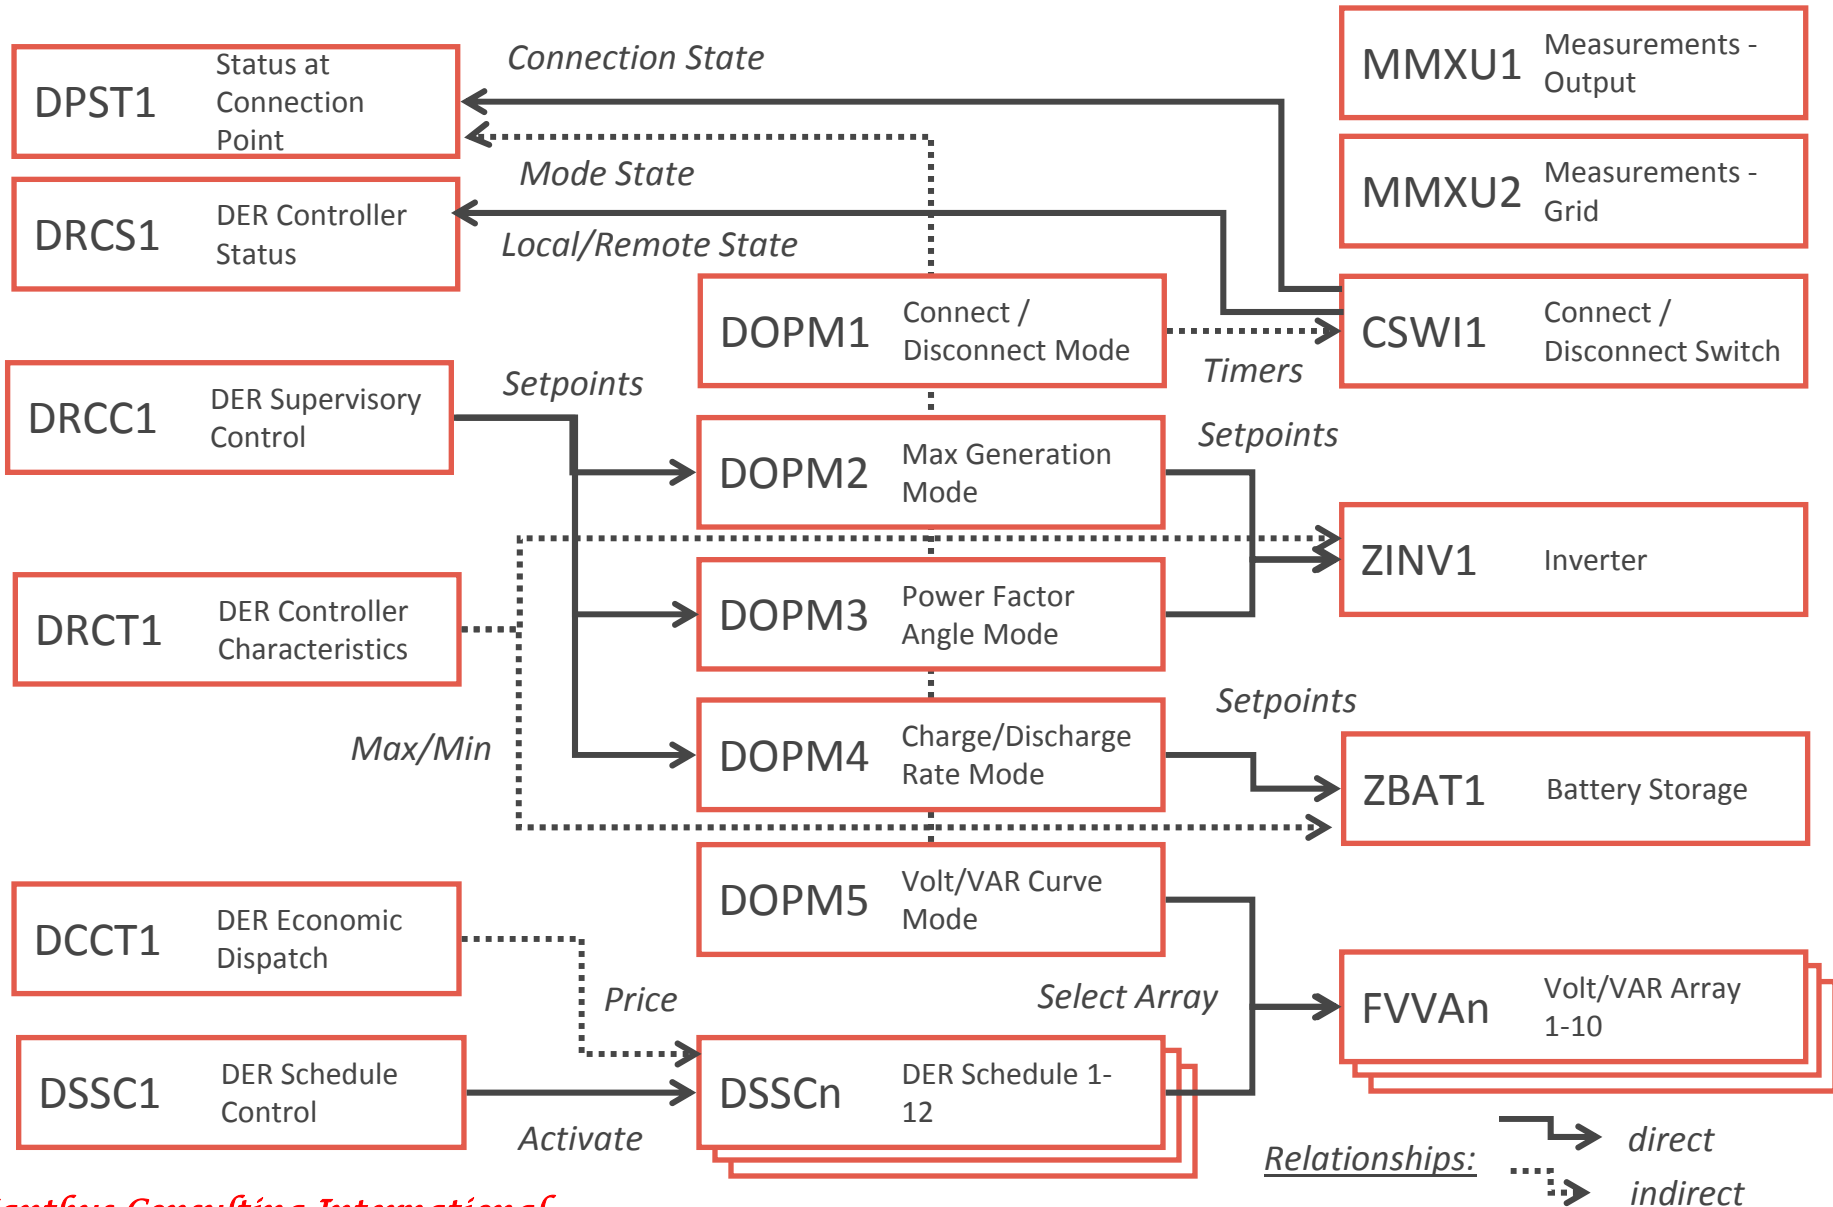 DPST1
Status at
Connection
Point
Connection State
MMXU1
Measurements -
Output
Mode State
MMXU2
Measurements -
Grid
DRCS1
DER Controller
Status
Local/Remote State
DOPM1
Connect /
Disconnect Mode
Timers
CSWI1
Connect /
Disconnect Switch
DRCC1
DER Supervisory
Control
Setpoints
DOPM2
Max Generation
Mode
Setpoints
ZINV1
Inverter
DRCT1
DER Controller
Characteristics
DOPM3
Power Factor
Angle Mode
Max/Min
DOPM4
Charge/Discharge
Rate Mode
Setpoints
ZBAT1
Battery Storage
DCCT1
DER Economic
Dispatch
DOPM5
Volt/VAR Curve
Mode
Price
Select Array
FVVAn
Volt/VAR Array
1-10
DSSC1
DER Schedule
Control
Activate
DSSCn
DER Schedule 1-
12
Relationships:
direct
indirect
Consulting International